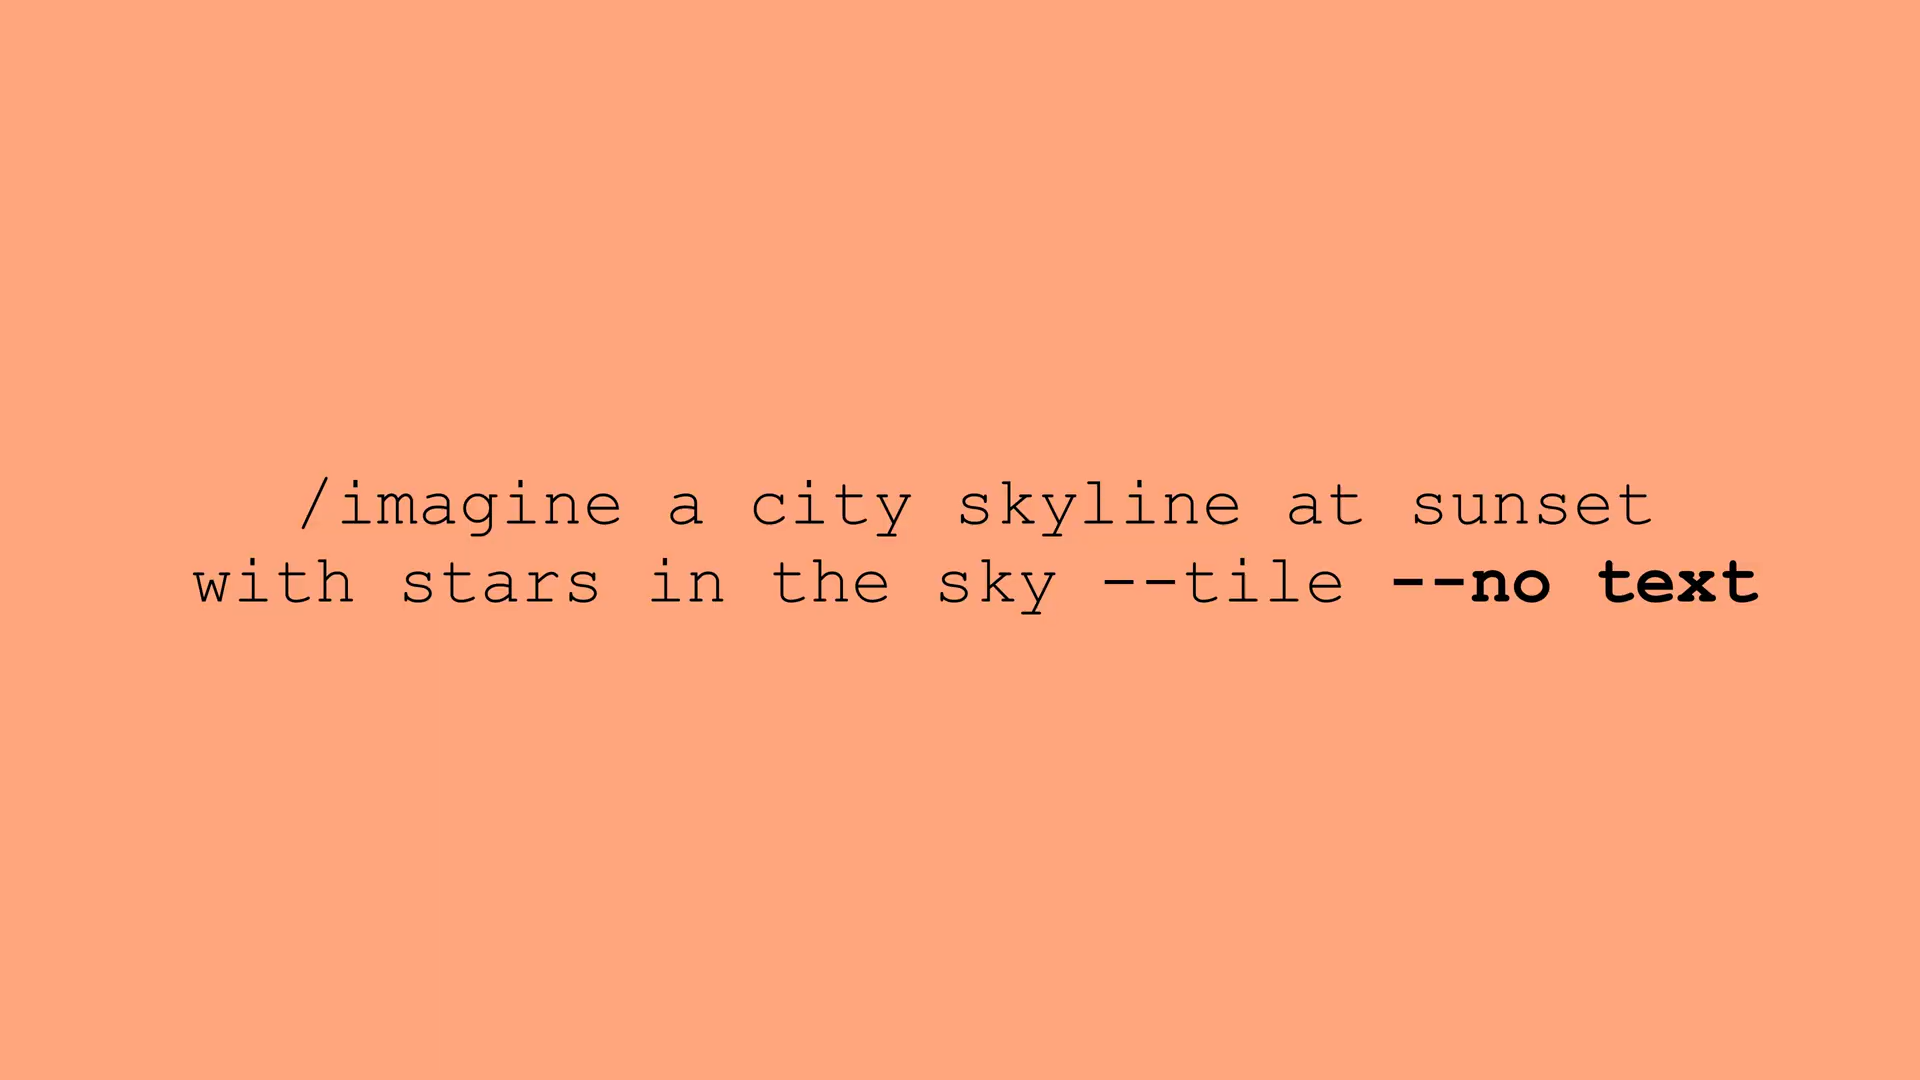 /imagine a city skyline at sunset
with stars in the sky --tile --no text